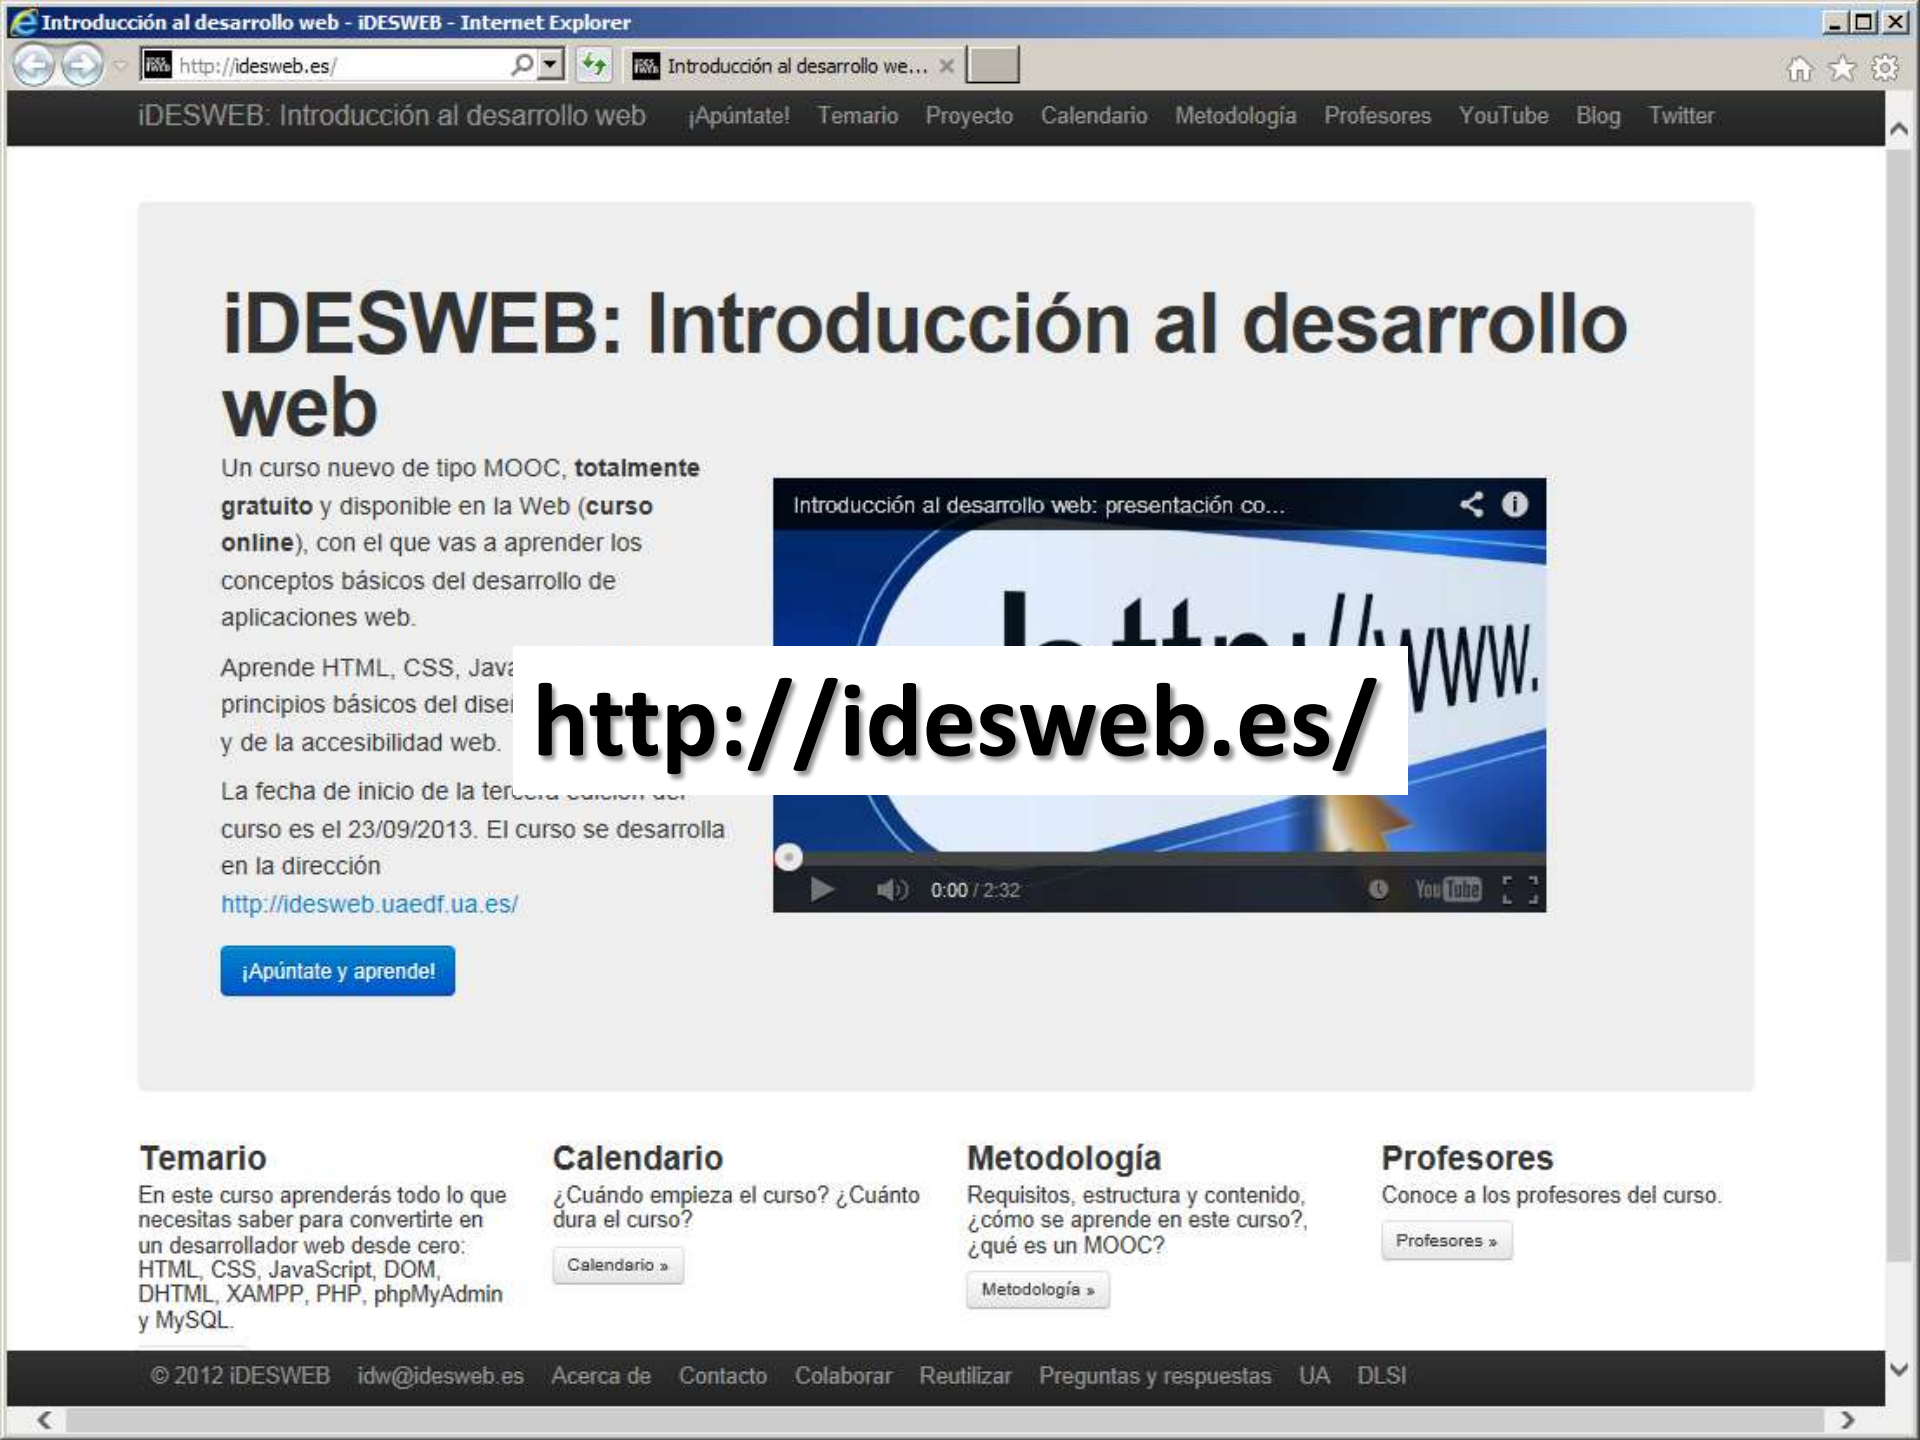 Introducción al desarrollo web - iDESWEB - Internet Explorer
http://idesweb.es/
Introducción al desarrollo we...
iDESWEB: Introducción al desarrollo web ¡Apúntate! Temario Proyecto Calendario Metodología Profesores YouTube Blog Twitter
iDESWEB: Introducción al desarrollo
web
Un curso nuevo de tipo MOOC, totalmente
gratuito y disponible en la Web (curso
online), con el que vas a aprender los
conceptos básicos del desarrollo de
aplicaciones web.
Aprende HTML, CSS,
principios básicos del
y de la accesibilidad web.
La fecha de inicio de la tercera edición del
curso es el 23/09/2013. El curso se desarrolla
en la dirección
http://idesweb.uaedf.ua.es/
¡Apúntate y aprende!
Introducción al desarrollo web: presentación co...
http://www.
http://idesweb.es/
0:00 / 2:32
YouTube
Temario
En este curso aprenderás todo lo que
necesitas saber para convertirte en
un desarrollador web desde cero:
HTML, CSS, JavaScript, DOM,
DHTML, XAMPP, PHP, phpMyAdmin
y MySQL.
Calendario
¿Cuándo empieza el curso? ¿Cuánto
dura el curso?
Calendario »
Metodología
Requisitos, estructura y contenido,
¿cómo se aprende en este curso?,
¿qué es un MOOC?
Metodología »
Profesores
Conoce a los profesores del curso.
Profesores »
© 2012 iDESWEB idw@idesweb.es Acerca de Contacto Colaborar Reutilizar Preguntas y respuestas UA DLSI